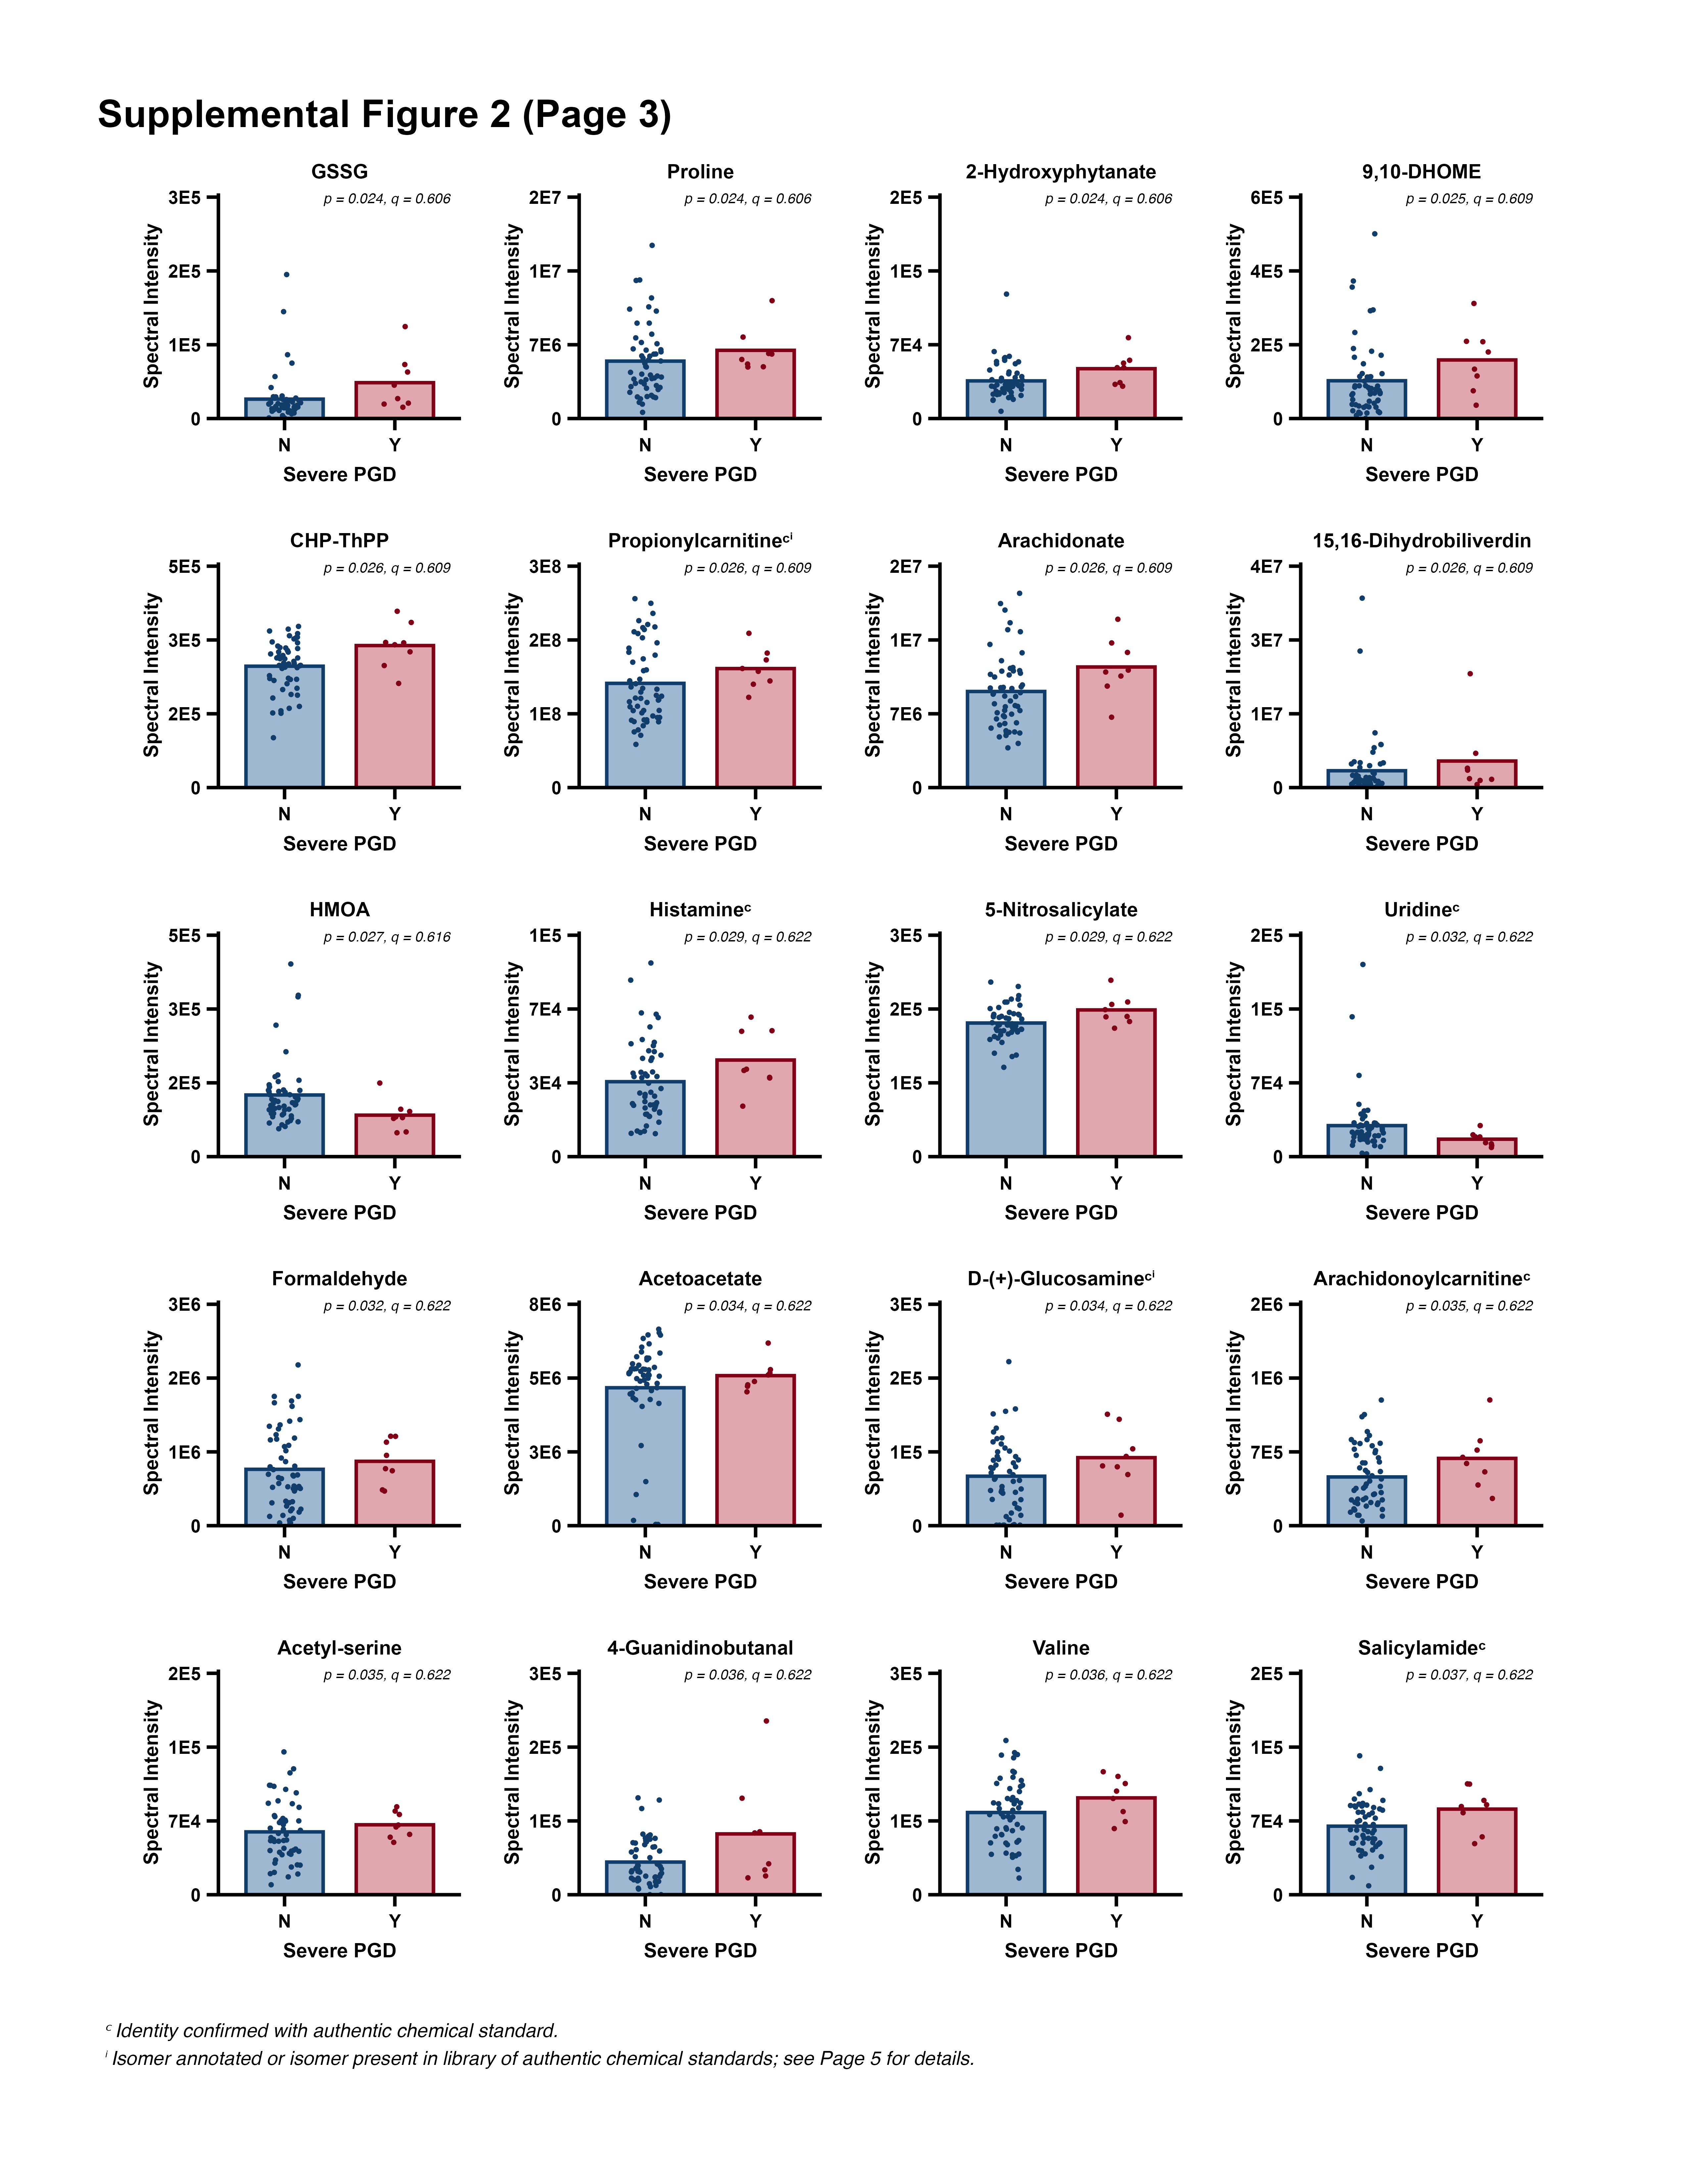 Supplemental Figure 2 (Page 3)
GSSG
p = 0.024, q = 0.606
Spectral Intensity
3E5
2E5
1E5
0
N Y
Severe PGD
Proline
p = 0.024, q = 0.606
Spectral Intensity
2E7
1E7
7E6
0
N Y
Severe PGD
2-Hydroxyphytanate
p = 0.024, q = 0.606
Spectral Intensity
2E5
1E5
7E4
0
N Y
Severe PGD
9,10-DHOME
p = 0.025, q = 0.609
Spectral Intensity
6E5
4E5
2E5
0
N Y
Severe PGD
CHP-ThPP
p = 0.026, q = 0.609
Spectral Intensity
5E5
3E5
2E5
0
N Y
Severe PGD
Propionylcarnitineᶜⁱ
p = 0.026, q = 0.609
Spectral Intensity
3E8
2E8
1E8
0
N Y
Severe PGD
Arachidonate
p = 0.026, q = 0.609
Spectral Intensity
2E7
1E7
7E6
0
N Y
Severe PGD
15,16-Dihydrobiliverdin
p = 0.026, q = 0.609
Spectral Intensity
4E7
3E7
1E7
0
N Y
Severe PGD
HMOA
p = 0.027, q = 0.616
Spectral Intensity
5E5
3E5
2E5
0
N Y
Severe PGD
Histamineᶜ
p = 0.029, q = 0.622
Spectral Intensity
1E5
7E4
3E4
0
N Y
Severe PGD
5-Nitrosalicylate
p = 0.029, q = 0.622
Spectral Intensity
3E5
2E5
1E5
0
N Y
Severe PGD
Uridineᶜ
p = 0.032, q = 0.622
Spectral Intensity
2E5
1E5
7E4
0
N Y
Severe PGD
Formaldehyde
p = 0.032, q = 0.622
Spectral Intensity
3E6
2E6
1E6
0
N Y
Severe PGD
Acetoacetate
p = 0.034, q = 0.622
Spectral Intensity
8E6
5E6
3E6
0
N Y
Severe PGD
D-(+)-Glucosamineᶜⁱ
p = 0.034, q = 0.622
Spectral Intensity
3E5
2E5
1E5
0
N Y
Severe PGD
Arachidonoylcarnitineᶜ
p = 0.035, q = 0.622
Spectral Intensity
2E6
1E6
7E5
0
N Y
Severe PGD
Acetyl-serine
p = 0.035, q = 0.622
Spectral Intensity
2E5
1E5
7E4
0
N Y
Severe PGD
4-Guanidinobutanal
p = 0.036, q = 0.622
Spectral Intensity
3E5
2E5
1E5
0
N Y
Severe PGD
Valine
p = 0.036, q = 0.622
Spectral Intensity
3E5
2E5
1E5
0
N Y
Severe PGD
Salicylamideᶜ
p = 0.037, q = 0.622
Spectral Intensity
2E5
1E5
7E4
0
N Y
Severe PGD
ᶜ Identity confirmed with authentic chemical standard.
ⁱ Isomer annotated or isomer present in library of authentic chemical standards; see Page 5 for details.